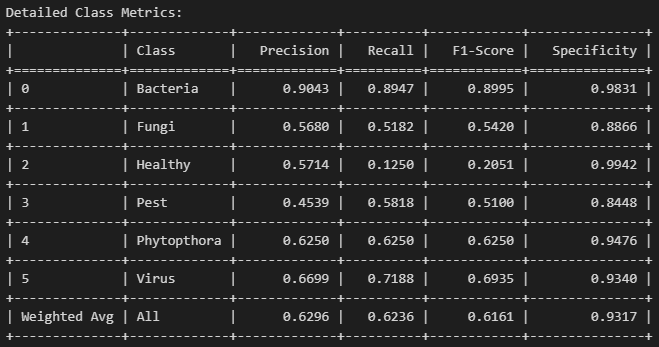 Detailed Class Metrics:
+-------------+------------+-------------+----------+------------+---------------+
|             | Class      |   Precision |   Recall |   F1-Score |   Specificity |
+=============+============+=============+==========+============+===============+
| 0           | Bacteria   |      0.9043 |   0.8947 |     0.8995 |        0.9831 |
+-------------+------------+-------------+----------+------------+---------------+
| 1           | Fungi      |      0.5680 |   0.5182 |     0.5420 |        0.8866 |
+-------------+------------+-------------+----------+------------+---------------+
| 2           | Healthy    |      0.5714 |   0.1250 |     0.2051 |        0.9942 |
+-------------+------------+-------------+----------+------------+---------------+
| 3           | Pest       |      0.4539 |   0.5818 |     0.5100 |        0.8448 |
+-------------+------------+-------------+----------+------------+---------------+
| 4           | Phytopthora |      0.6250 |   0.6250 |     0.6250 |        0.9476 |
+-------------+------------+-------------+----------+------------+---------------+
| 5           | Virus      |      0.6699 |   0.7188 |     0.6935 |        0.9340 |
+-------------+------------+-------------+----------+------------+---------------+
| Weighted Avg | All        |      0.6296 |   0.6236 |     0.6161 |        0.9317 |
+-------------+------------+-------------+----------+------------+---------------+